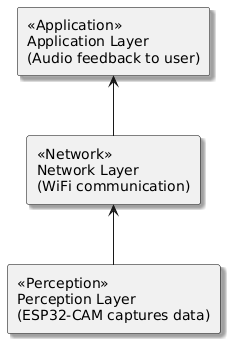 «Application»
Application Layer
(Audio feedback to user)
«Network»
Network Layer
(WiFi communication)
«Perception»
Perception Layer
(ESP32-CAM captures data)